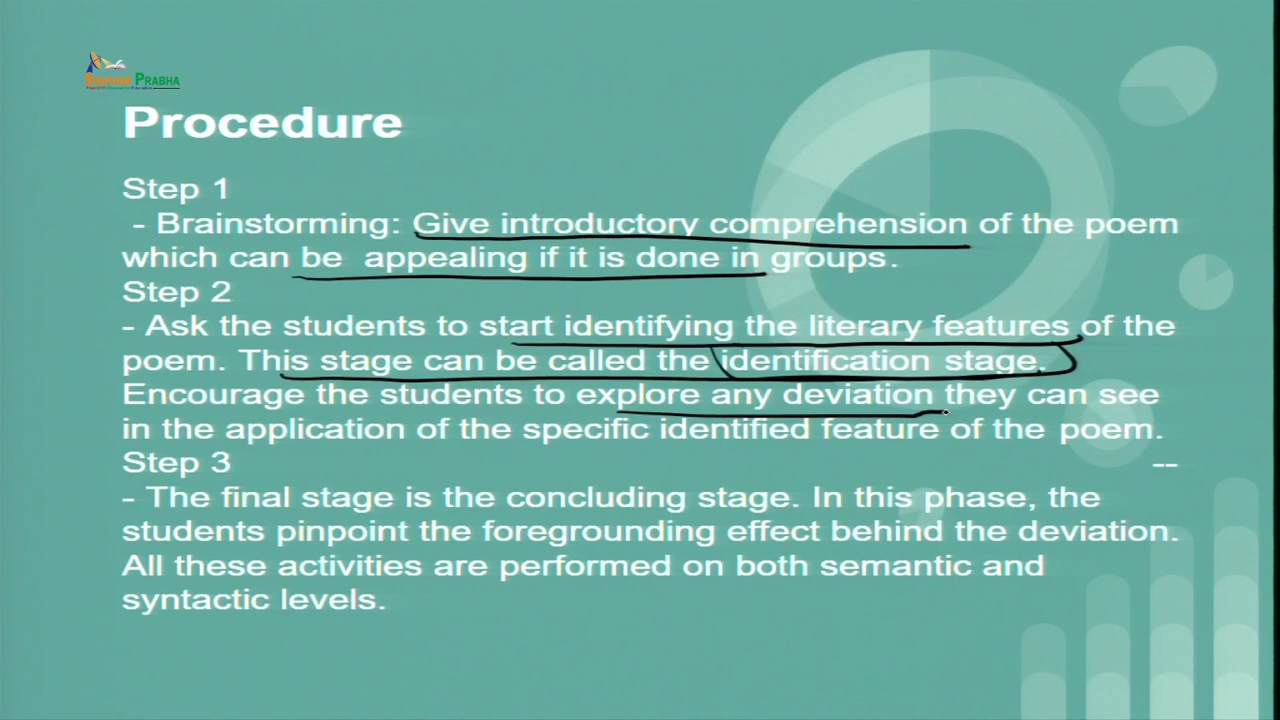 SWAYAM PRABHA
Procedure
Step 1
- Brainstorming: Give introductory comprehension of the poem
which can be appealing if it is done in groups.
Step 2
- Ask the students to start identifying the literary features of the
poem. This stage can be called the identification stage.
Encourage the students to explore any deviation they can see
in the application of the specific identified feature of the poem.
Step 3 --
- The final stage is the concluding stage. In this phase, the
students pinpoint the foregrounding effect behind the deviation.
All these activities are performed on both semantic and
syntactic levels.